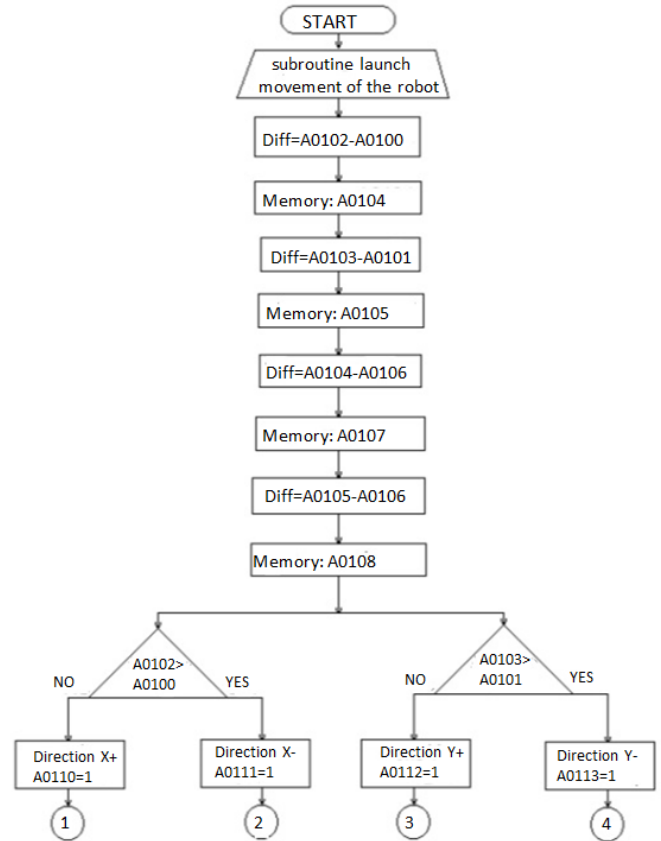 START
subroutine launch
movement of the robot
Diff=A0102-A0100
Memory: A0104
Diff=A0103-A0101
Memory: A0105
Diff=A0104-A0106
Memory: A0107
Diff=A0105-A0106
Memory: A0108
A0102>
A0100
NO
YES
A0103>
A0101
NO
YES
Direction X+
A0110=1
Direction X-
A0111=1
Direction Y+
A0112=1
Direction Y-
A0113=1
1
2
3
4